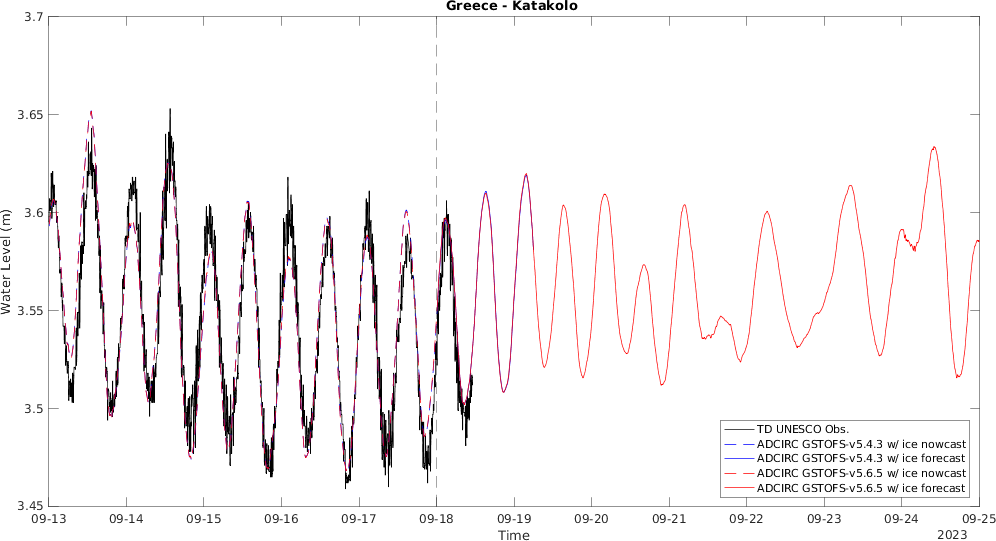 Greece - Katakolo
3.7
3.65
3.6
3.55
3.5
3.45
Water Level (m)
TD UNESCO Obs.
ADCIRC GSTOFS-v5.4.3 w/ ice nowcast
ADCIRC GSTOFS-v5.4.3 w/ ice forecast
ADCIRC GSTOFS-v5.6.5 w/ ice nowcast
ADCIRC GSTOFS-v5.6.5 w/ ice forecast
09-13 09-14 09-15 09-16 09-17 09-18 09-19 09-20 09-21 09-22 09-23 09-24 09-25
Time
2023